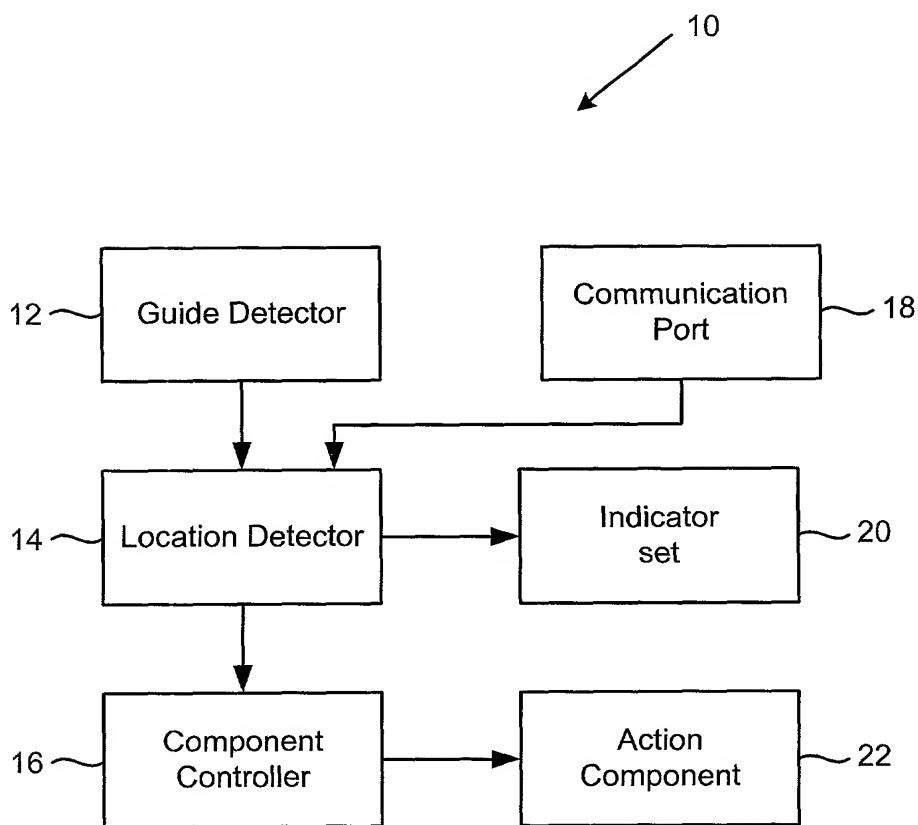 10
12
Guide Detector
Communication
Port
18
14
Location Detector
Indicator
set
20
16
Component
Controller
Action
Component
22